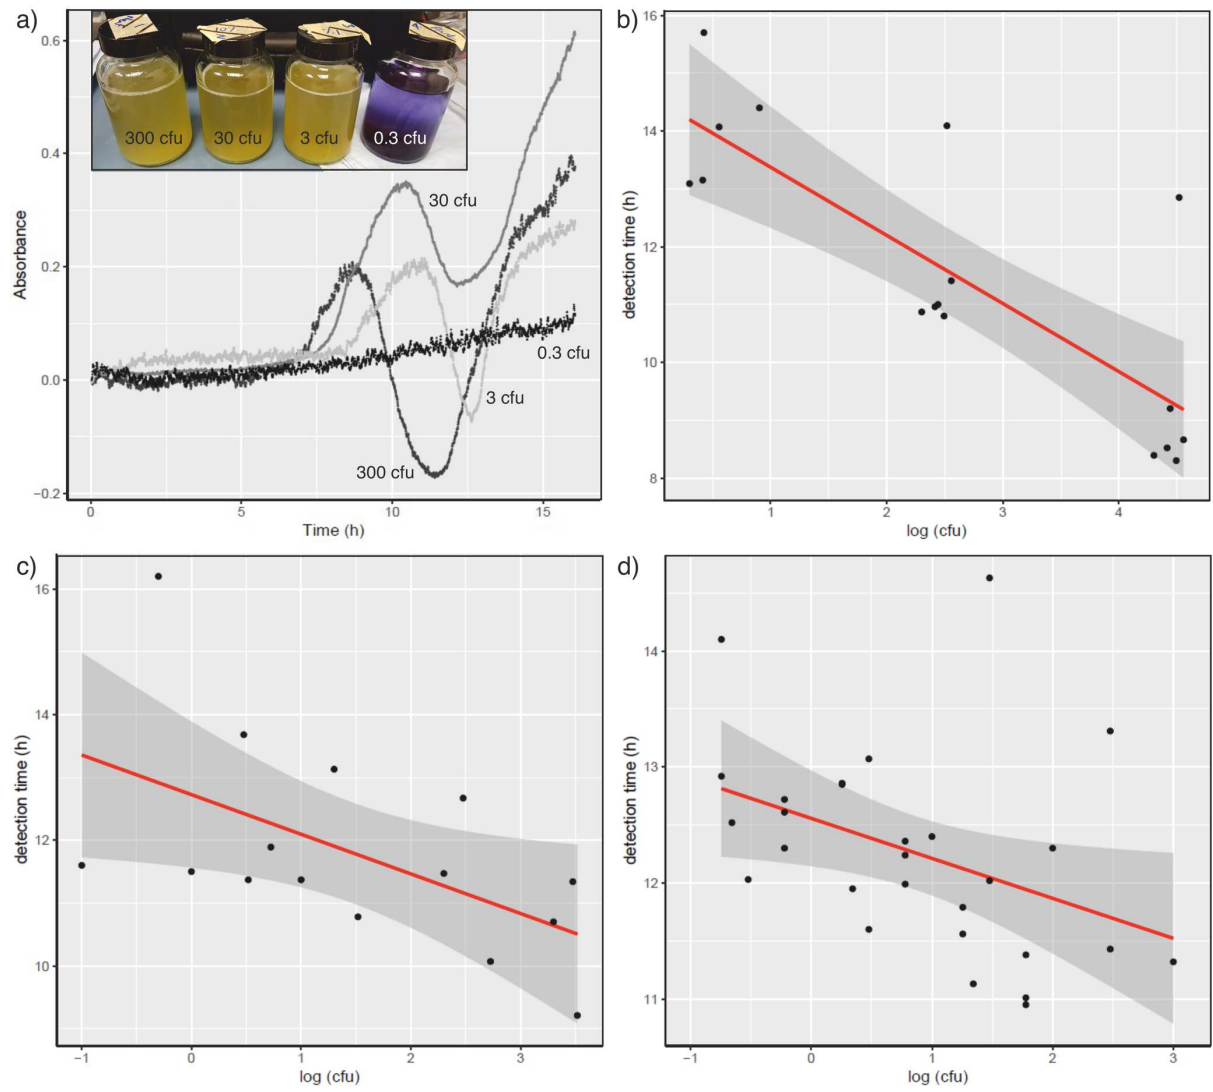 a)
0.6
0.4
0.2
0.0
−0.2
Absorbance
300 cfu
30 cfu
3 cfu
0.3 cfu
30 cfu
0.3 cfu
3 cfu
300 cfu
0
5
10
15
Time (h)
b)
16
14
12
10
8
detection time (h)
1
2
3
4
log (cfu)
c)
16
14
12
10
detection time (h)
−1
0
1
2
3
log (cfu)
d)
14
13
12
11
detection time (h)
−1
0
1
2
3
log (cfu)